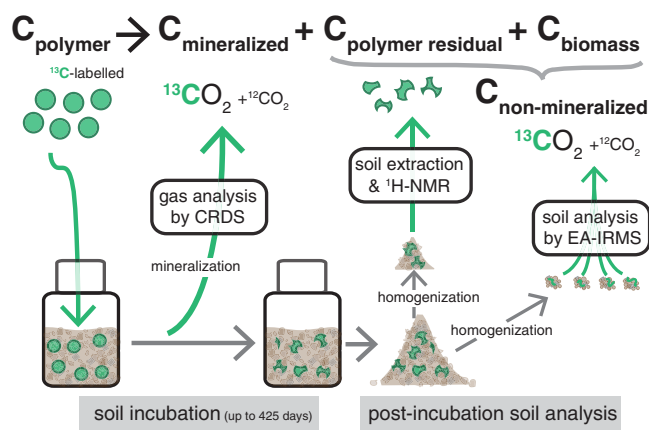 C polymer → C mineralized + C polymer residual + C biomass
¹³C-labelled
C non-mineralized
¹³CO₂ +¹²CO₂
¹³CO₂ +¹²CO₂
soil extraction
& ¹H-NMR
gas analysis
by CRDS
soil analysis
by EA-IRMS
mineralization
homogenization
homogenization
soil incubation (up to 425 days)
post-incubation soil analysis